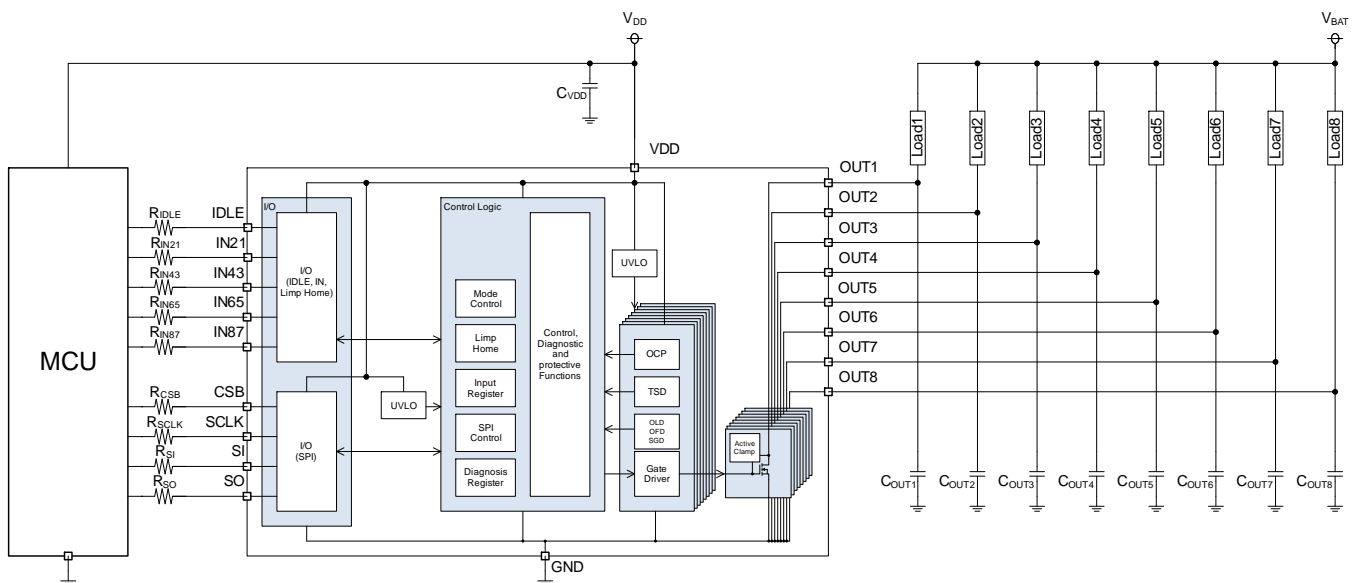 VDD
VBAT
CVDD
VDD
Load1
Load2
Load3
Load4
Load5
Load6
Load7
Load8
MCU
RIDLE
IDLE
RIN21
IN21
RIN43
IN43
RIN65
IN65
RIN87
IN87
RCSB
CSB
RSCLK
SCLK
RSI
SI
RSO
SO
I/O
I/O
(IDLE, IN,
Limp Home)
I/O
(SPI)
UVLO
Control Logic
Mode
Control
Limp
Home
Input
Register
SPI
Control
Diagnosis
Register
Control,
Diagnostic
and
protective
Functions
UVLO
OCP
TSD
OLD
OFD
SGD
Gate
Driver
Active
Clamp
OUT1
OUT2
OUT3
OUT4
OUT5
OUT6
OUT7
OUT8
COUT1
COUT2
COUT3
COUT4
COUT5
COUT6
COUT7
COUT8
GND